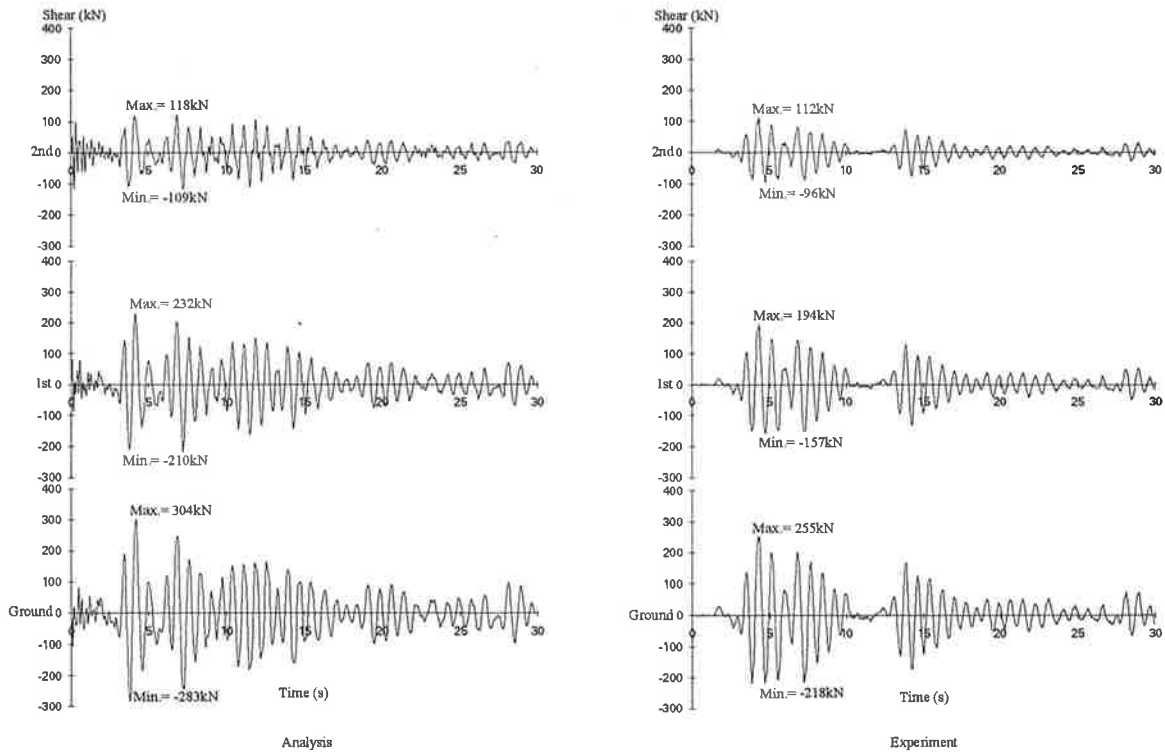 Shear (kN)
400
300
200
100
2nd 0
-100
-200
-300
Max.= 118kN
Min.= -109kN
5 10 15 20 25 30
400
300
200
100
1st 0
-100
-200
-300
Max.= 232kN
Min.= -210kN
5 10 15 20 25 30
400
300
200
100
Ground 0
-100
-200
-300
Max.= 304kN
Min.= -283kN
0 5 10 15 20 25 30
Time (s)
Analysis
Shear (kN)
400
300
200
100
2nd 0
-100
-200
-300
Max.= 112kN
Min.= -96kN
0 5 10 15 20 25 30
400
300
200
100
1st 0
-100
-200
-300
Max.= 194kN
Min.= -157kN
0 5 10 15 20 25 30
400
300
200
100
Ground 0
-100
-200
-300
Max.= 255kN
Min.= -218kN
0 5 10 15 20 25 30
Time (s)
Experiment